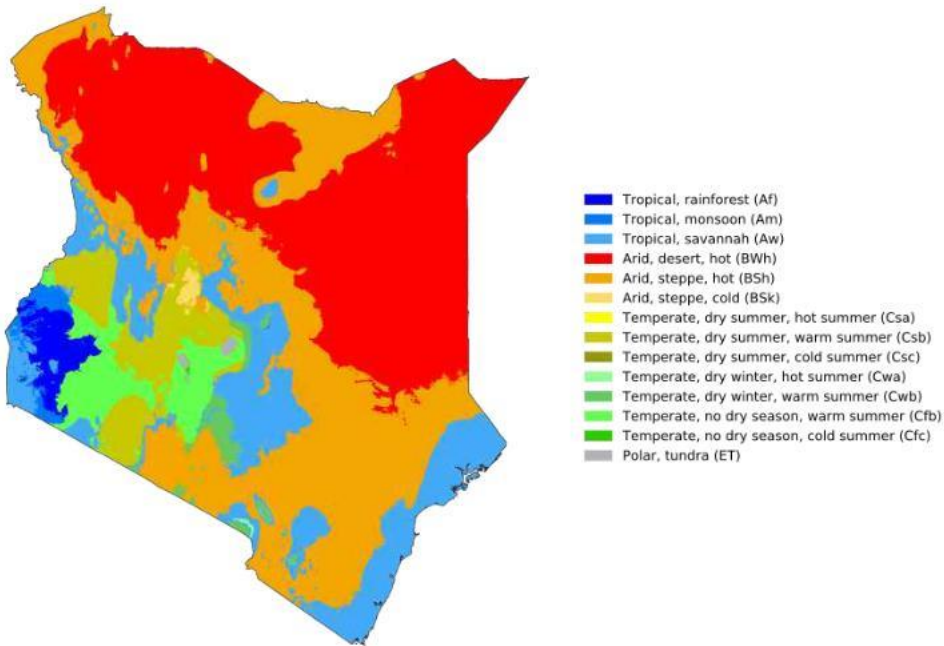 Tropical, rainforest (Af)
Tropical, monsoon (Am)
Tropical, savannah (Aw)
Arid, desert, hot (BWh)
Arid, steppe, hot (BSh)
Arid, steppe, cold (BSk)
Temperate, dry summer, hot summer (Csa)
Temperate, dry summer, warm summer (Csb)
Temperate, dry summer, cold summer (Csc)
Temperate, dry winter, hot summer (Cwa)
Temperate, dry winter, warm summer (Cwb)
Temperate, no dry season, warm summer (Cfb)
Temperate, no dry season, cold summer (Cfc)
Polar, tundra (ET)